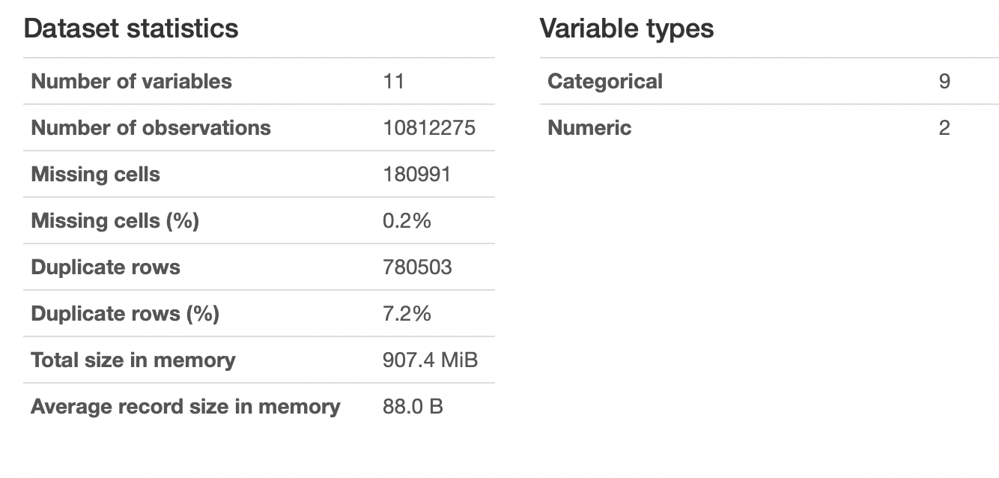 Dataset statistics
Number of variables 11
Number of observations 10812275
Missing cells 180991
Missing cells (%) 0.2%
Duplicate rows 780503
Duplicate rows (%) 7.2%
Total size in memory 907.4 MiB
Average record size in memory 88.0 B
Variable types
Categorical 9
Numeric 2